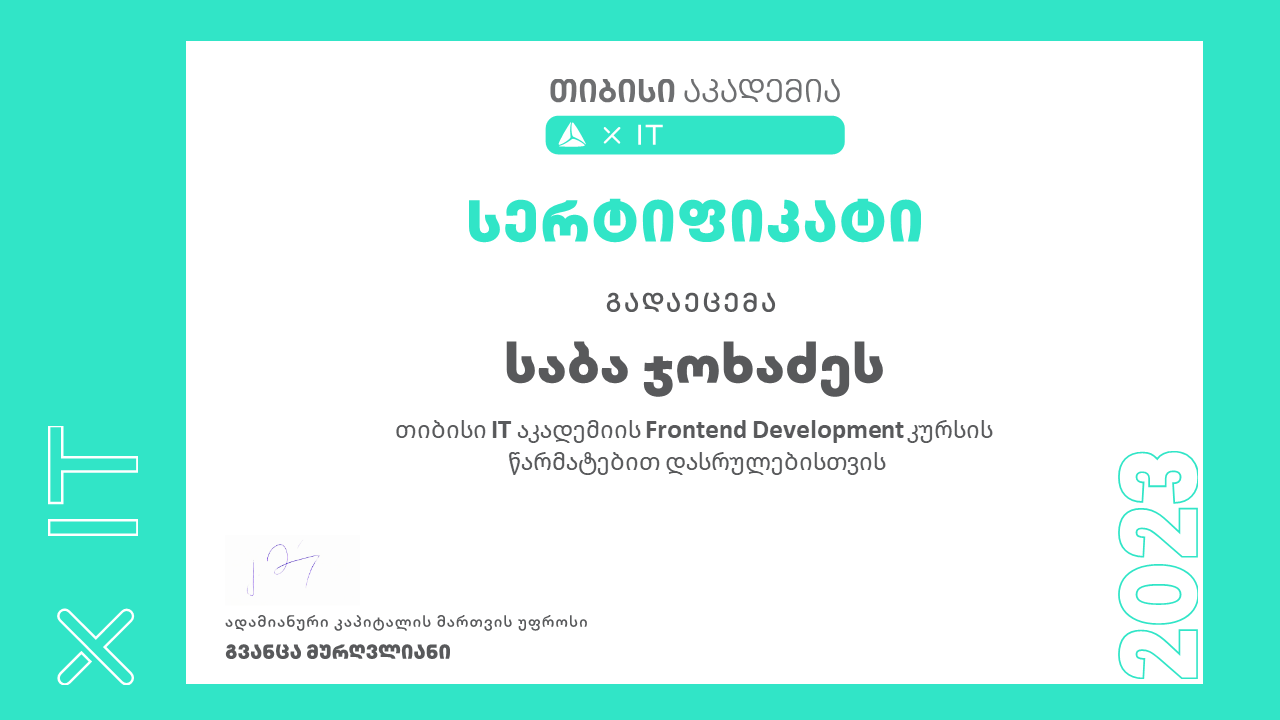 თიბისი აკადემია
× IT
სერტიფიკატი
გადაეცემა
საბა ჯოხაძეს
თიბისი IT აკადემიის Frontend Development კურსის
წარმატებით დასრულებისთვის
ადამიანური კაპიტალის მართვის უფროსი
გვანცა მურღვლიანი
× IT
2023